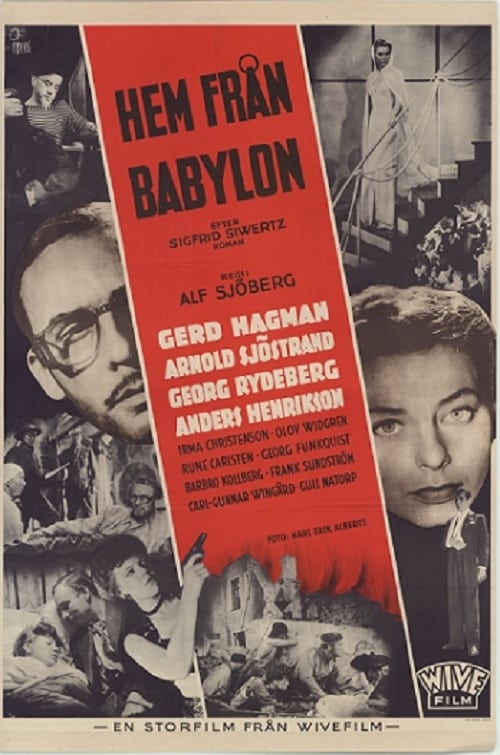 HEM FRÅN
BABYLON
EFTER
SIGFRID SIWERTZ
ROMAN
REGI:
ALF SJÖBERG
GERD HAGMAN
ARNOLD SJÖSTRAND
GEORG RYDEBERG
ANDERS HENRIKSON
IRMA CHRISTENSON · OLOV WIDGREN
RUNE CARLSTEN · GEORG FUNKQUIST
BARBRO KOLLBERG · FRANK SUNDSTRÖM
CARL-GUNNAR WINGÅRD · GULL NATORP
FOTO: KARL ERIK ALBERTS
WIVE
FILM
— EN STORFILM FRÅN WIVEFILM —